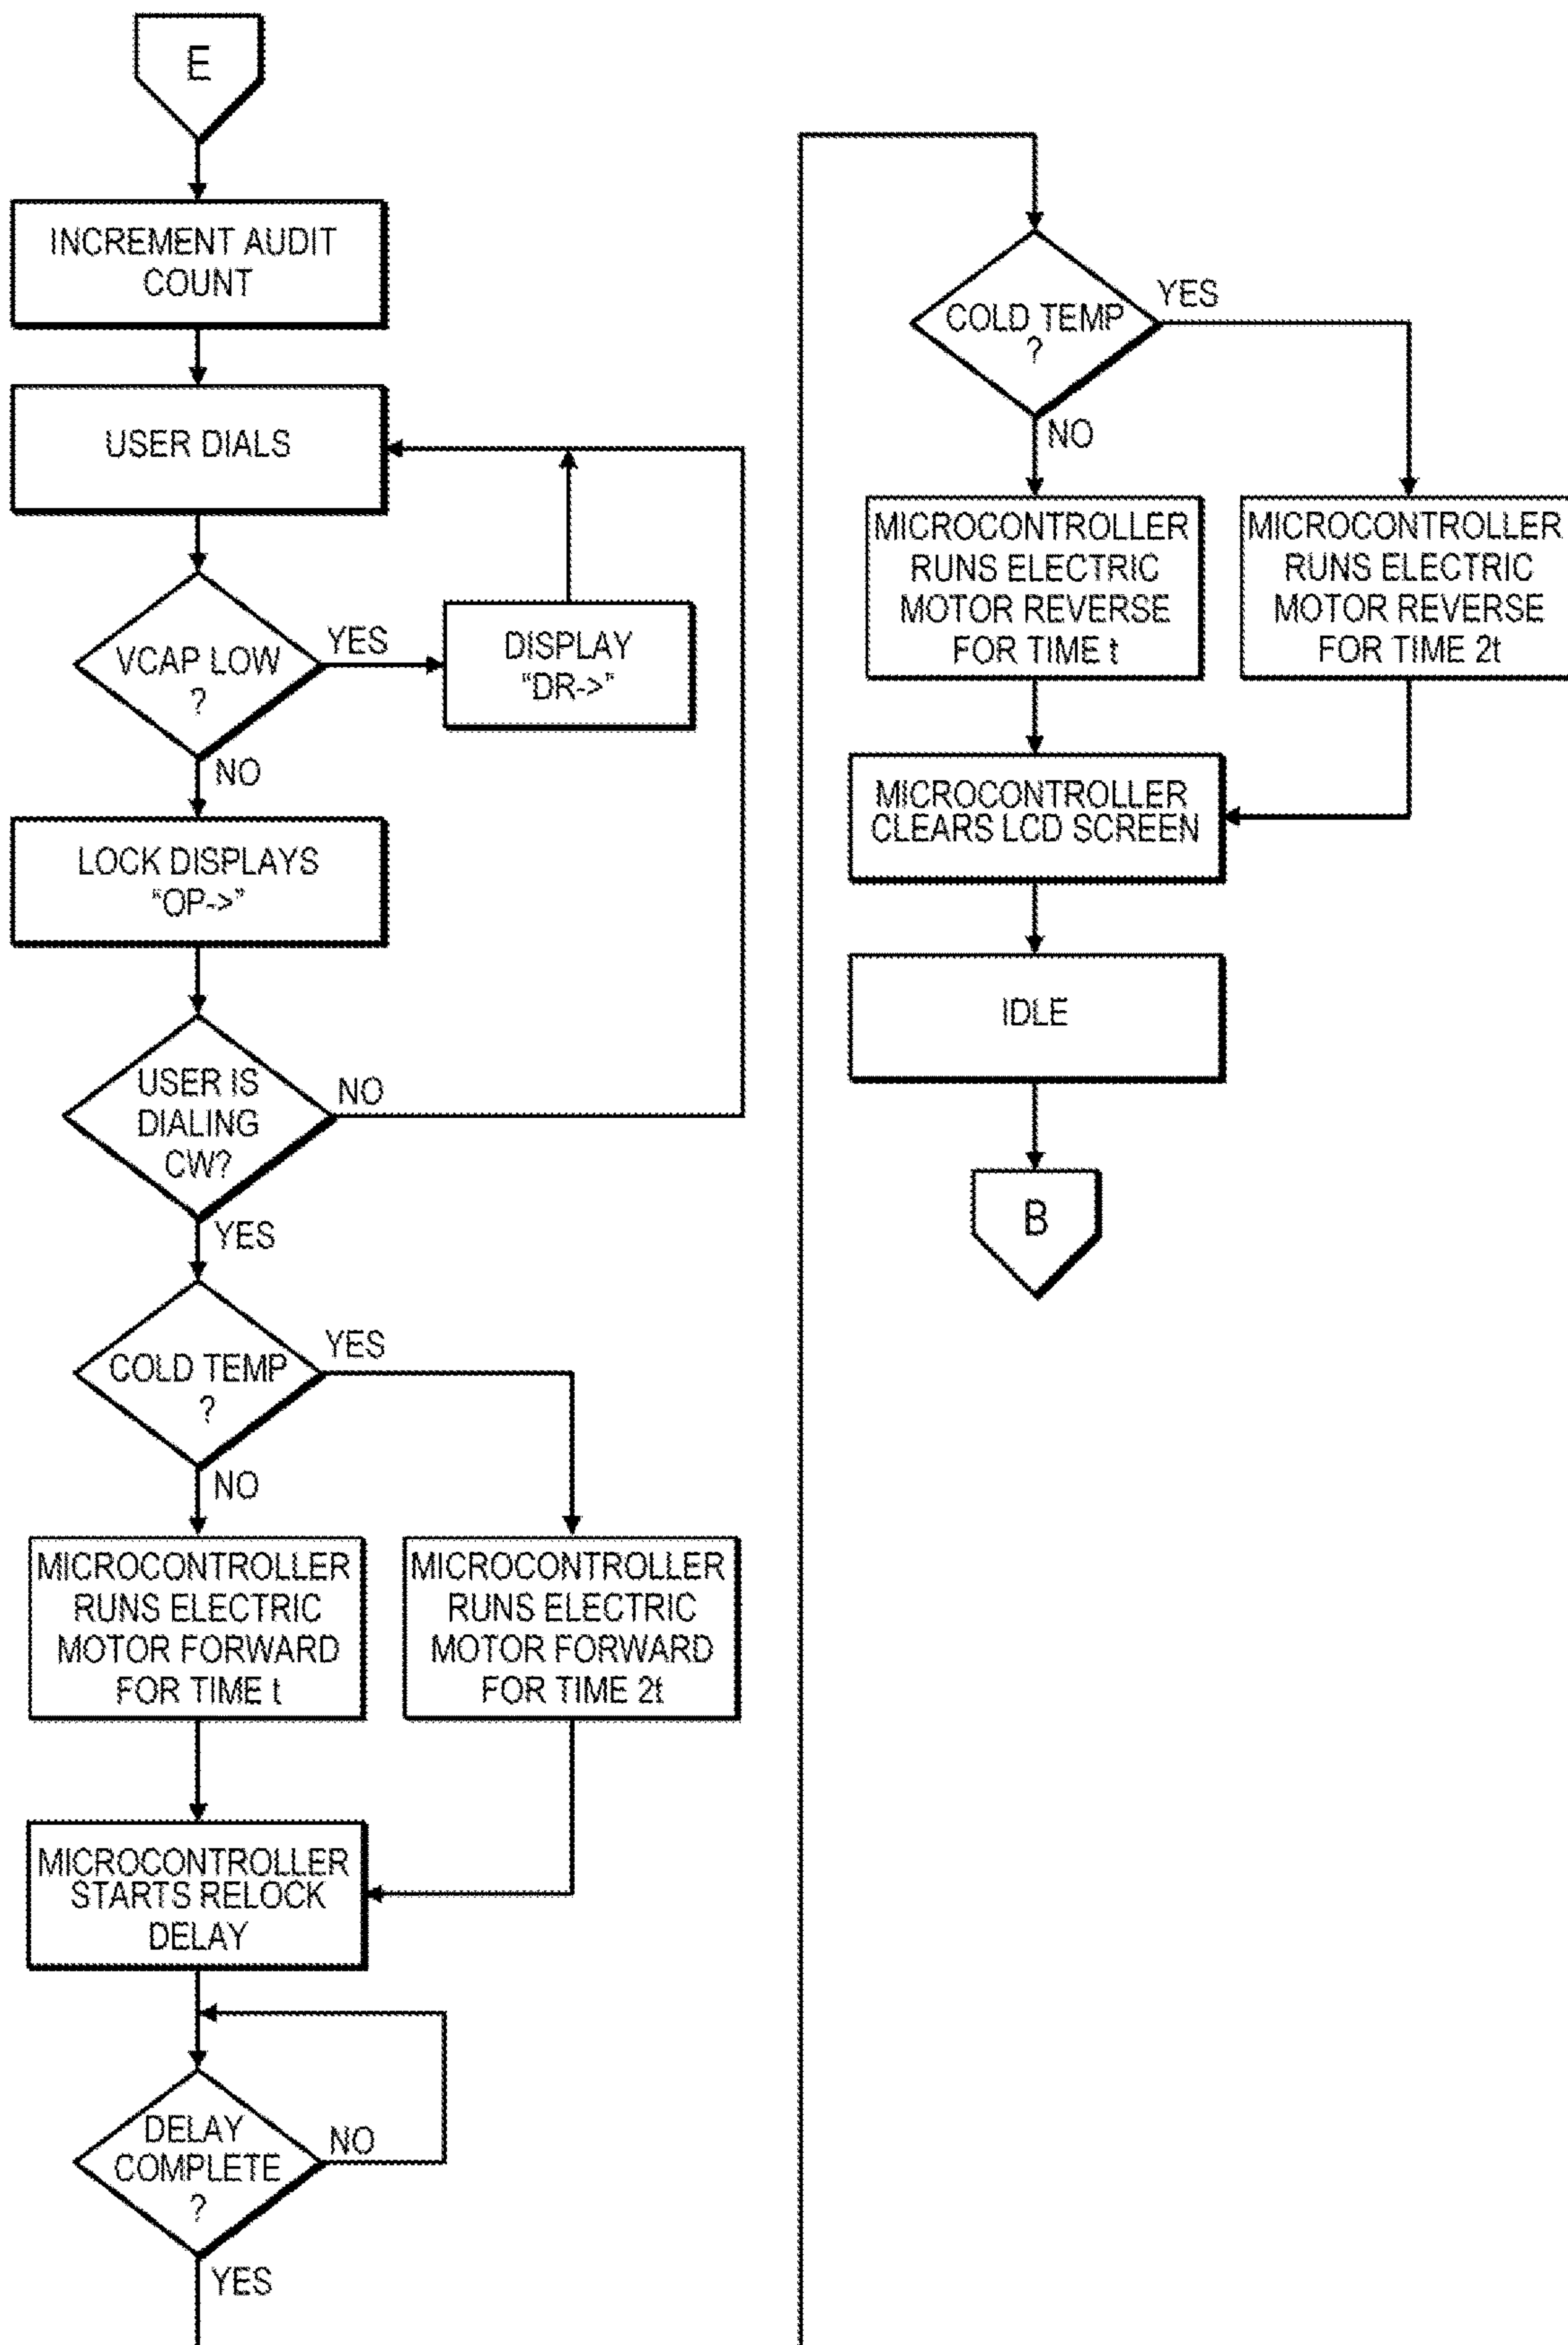 E
INCREMENT AUDIT
COUNT
USER DIALS
VCAP LOW
?
YES
DISPLAY
"DR->"
NO
LOCK DISPLAYS
"OP->"
USER IS
DIALING
CW?
NO
YES
COLD TEMP
?
YES
NO
MICROCONTROLLER
RUNS ELECTRIC
MOTOR FORWARD
FOR TIME t
MICROCONTROLLER
RUNS ELECTRIC
MOTOR FORWARD
FOR TIME 2t
MICROCONTROLLER
STARTS RELOCK
DELAY
DELAY
COMPLETE
?
NO
YES
COLD TEMP
?
YES
NO
MICROCONTROLLER
RUNS ELECTRIC
MOTOR REVERSE
FOR TIME t
MICROCONTROLLER
RUNS ELECTRIC
MOTOR REVERSE
FOR TIME 2t
MICROCONTROLLER
CLEARS LCD SCREEN
IDLE
B